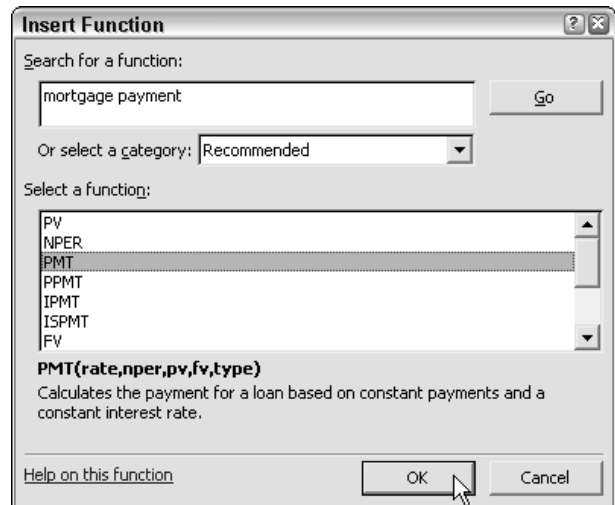 Insert Function
Search for a function:
mortgage payment
Go
Or select a category: Recommended
Select a function:
PV
NPER
PMT
PPMT
IPMT
ISPMT
FV
PMT(rate,nper,pv,fv,type)
Calculates the payment for a loan based on constant payments and a
constant interest rate.
Help on this function
OK
Cancel